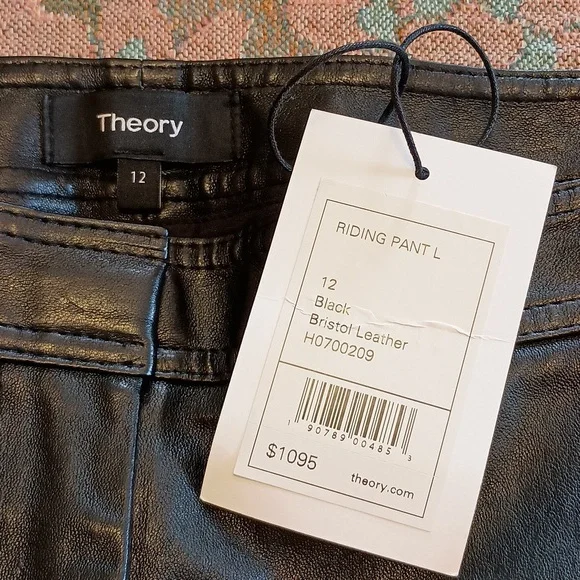 Theory
12
RIDING PANT L
12
Black
Bristol Leather
H0700209
1 90789 00485 3
$1095
theory.com